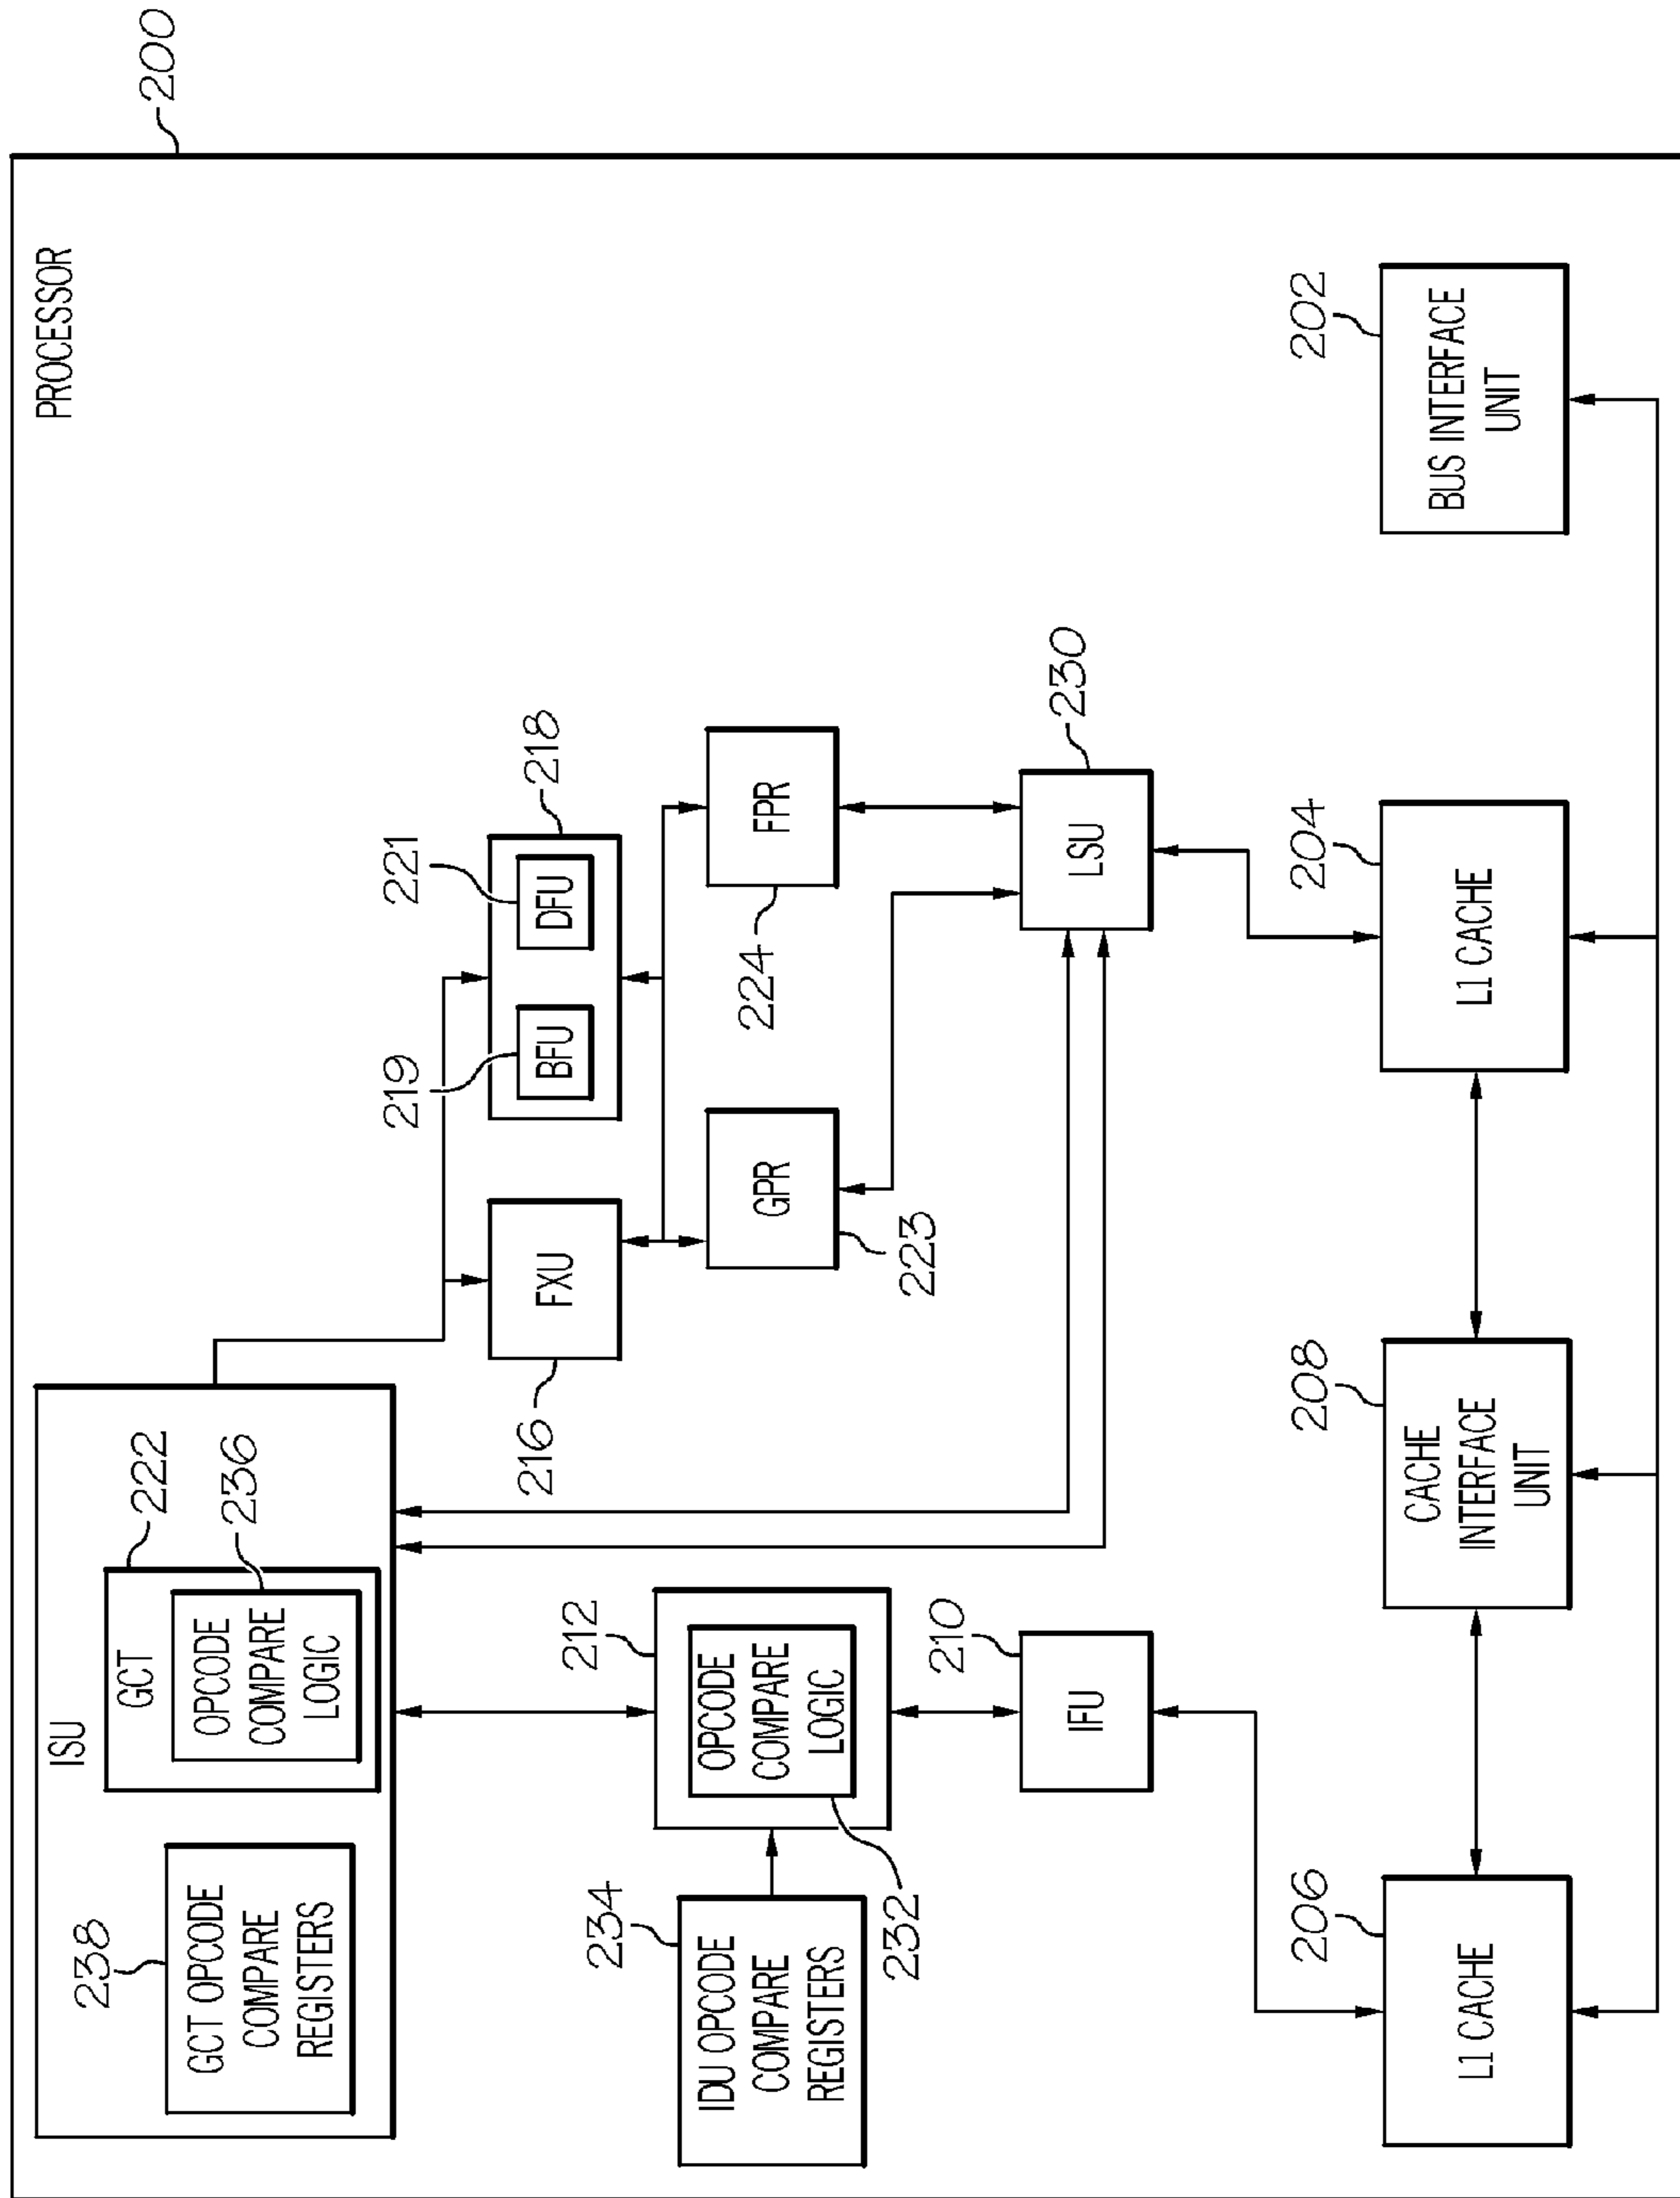 200
PROCESSOR
ISU
238
GCT OPCODE
COMPARE
REGISTERS
222
GCT
236
OPCODE
COMPARE
LOGIC
216
FXU
219
BFU
221
DFU
218
234
IDU OPCODE
COMPARE
REGISTERS
212
OPCODE
COMPARE
LOGIC
232
223
GPR
224
FPR
210
IFU
230
LSU
206
L1 CACHE
208
CACHE
INTERFACE
UNIT
204
L1 CACHE
202
BUS INTERFACE
UNIT